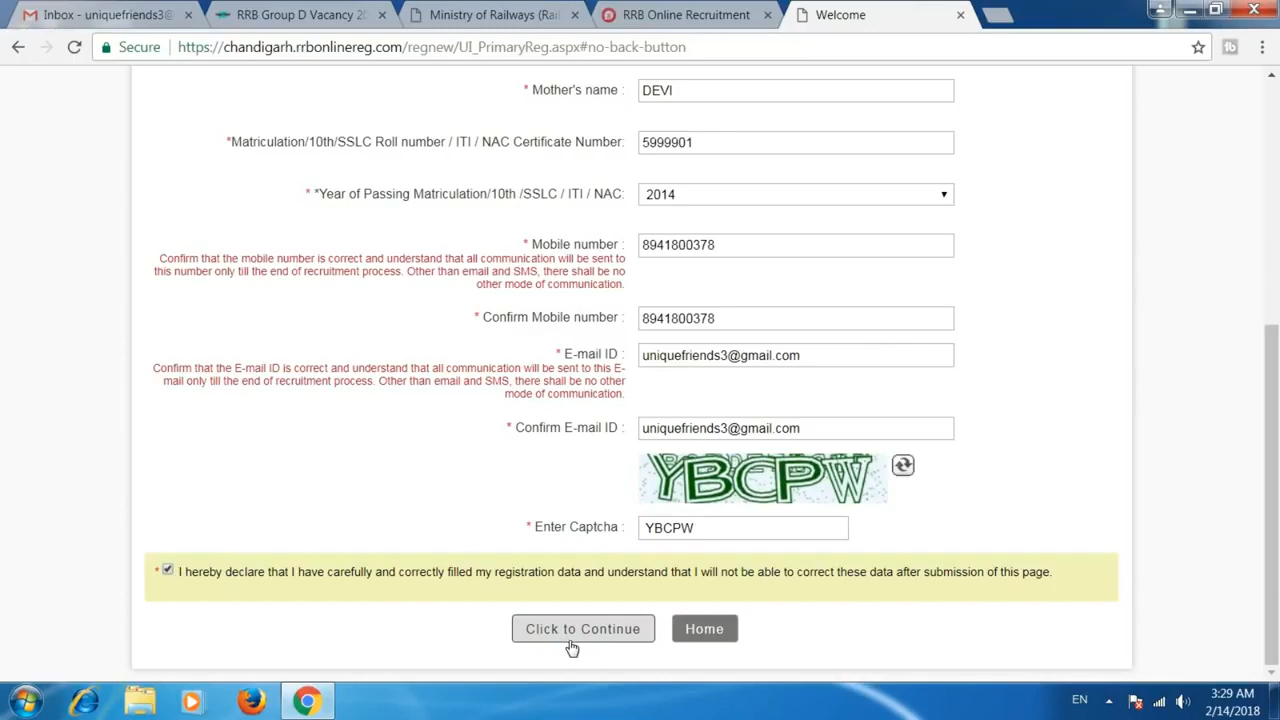 Inbox - uniquefriends3@
RRB Group D Vacancy 20
Ministry of Railways (Rai
RRB Online Recruitment
Welcome
Secure https://chandigarh.rrbonlinereg.com/regnew/UI_PrimaryReg.aspx#no-back-button
* Mother's name : DEVI
*Matriculation/10th/SSLC Roll number / ITI / NAC Certificate Number: 5999901
* *Year of Passing Matriculation/10th /SSLC / ITI / NAC: 2014
* Mobile number : 8941800378
Confirm that the mobile number is correct and understand that all communication will be sent to
this number only till the end of recruitment process. Other than email and SMS, there shall be no
other mode of communication.
* Confirm Mobile number : 8941800378
* E-mail ID : uniquefriends3@gmail.com
Confirm that the E-mail ID is correct and understand that all communication will be sent to this E-
mail only till the end of recruitment process. Other than email and SMS, there shall be no other
mode of communication.
* Confirm E-mail ID : uniquefriends3@gmail.com
YBCPW
* Enter Captcha : YBCPW
* I hereby declare that I have carefully and correctly filled my registration data and understand that I will not be able to correct these data after submission of this page.
Click to Continue Home
EN 3:29 AM
2/14/2018